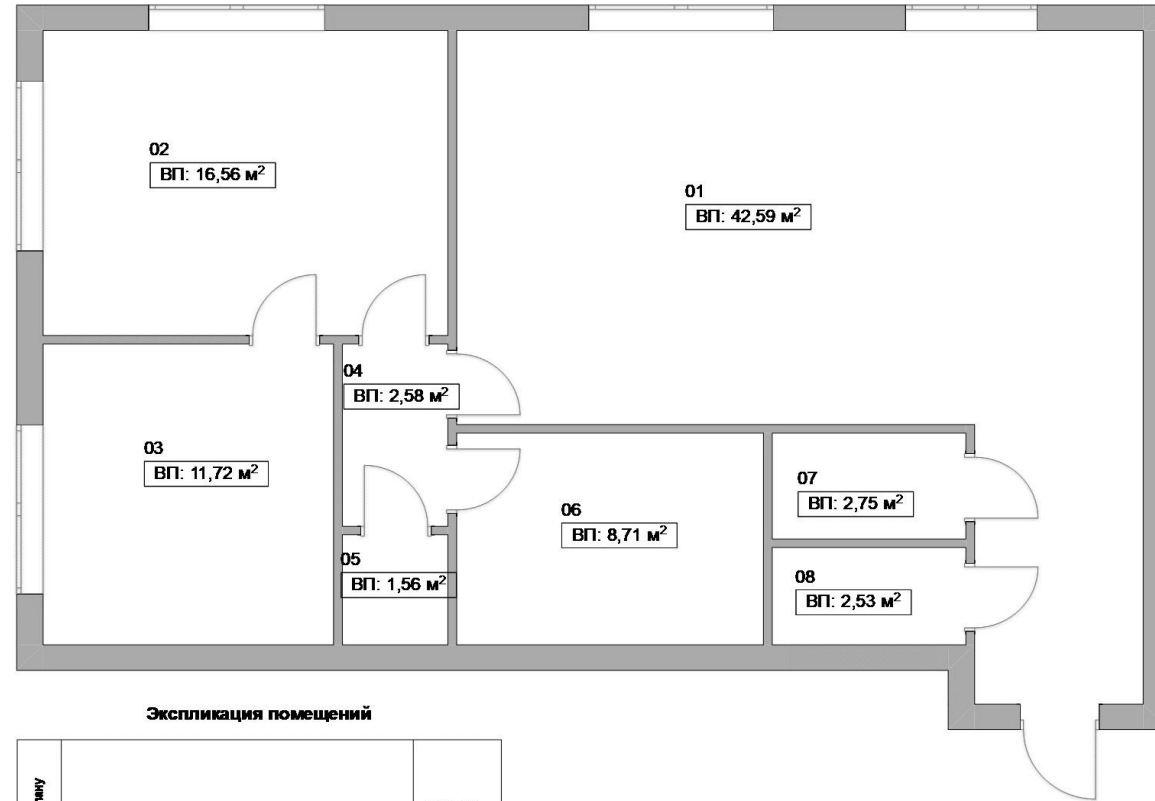 02
ВП: 16,56 м²
01
ВП: 42,59 м²
04
ВП: 2,58 м²
03
ВП: 11,72 м²
07
ВП: 2,75 м²
06
ВП: 8,71 м²
05
ВП: 1,56 м²
08
ВП: 2,53 м²
Экспликация помещений